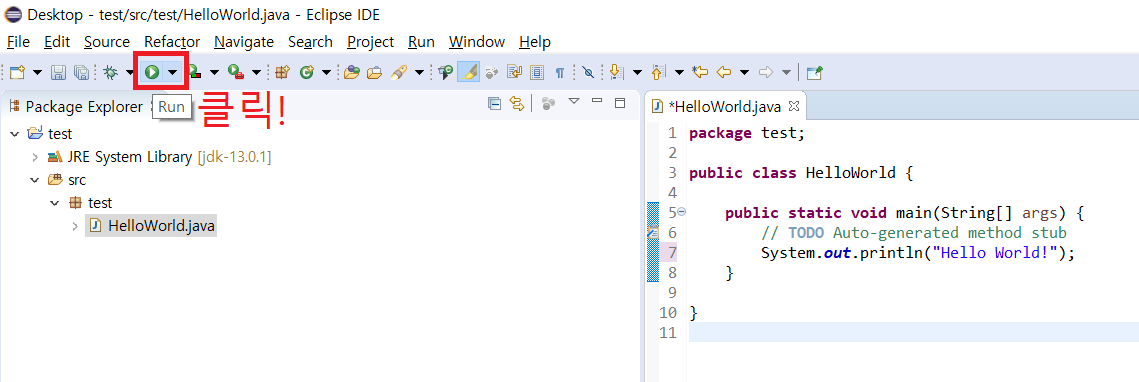 Desktop - test/src/test/HelloWorld.java - Eclipse IDE
File Edit Source Refactor Navigate Search Project Run Window Help
Package Explorer
Run
클릭!
test
JRE System Library [jdk-13.0.1]
src
test
HelloWorld.java
*HelloWorld.java
1 package test;
2
3 public class HelloWorld {
4
5 public static void main(String[] args) {
6 // TODO Auto-generated method stub
7 System.out.println("Hello World!");
8 }
9
10 }
11